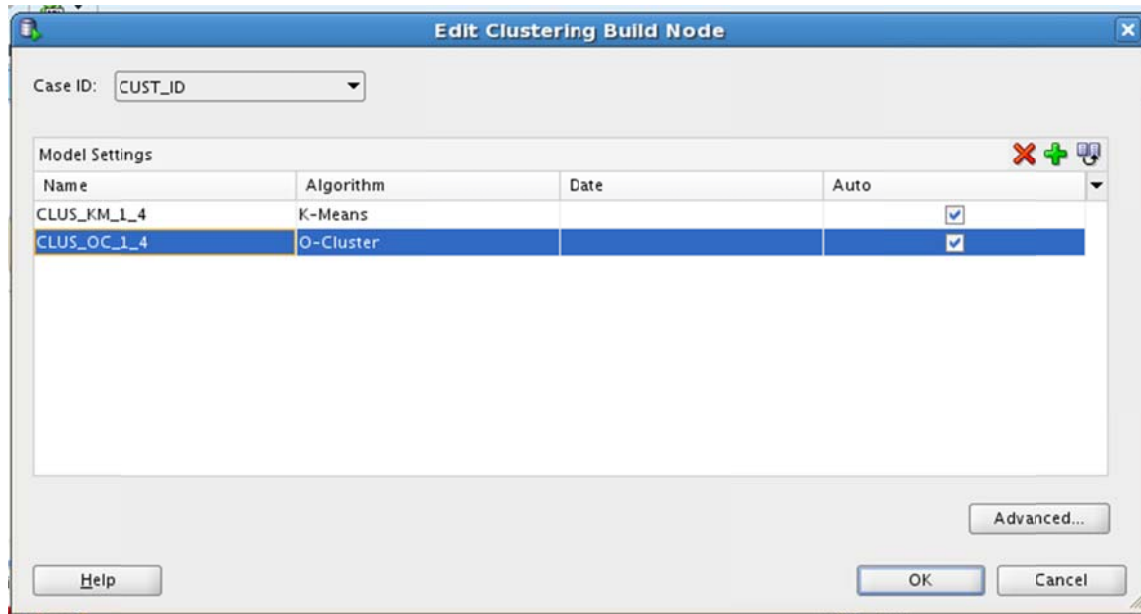 Edit Clustering Build Node
Case ID: CUST_ID
Model Settings
Name Algorithm Date Auto
CLUS_KM_1_4 K-Means
CLUS_OC_1_4 O-Cluster
Advanced...
Help OK Cancel